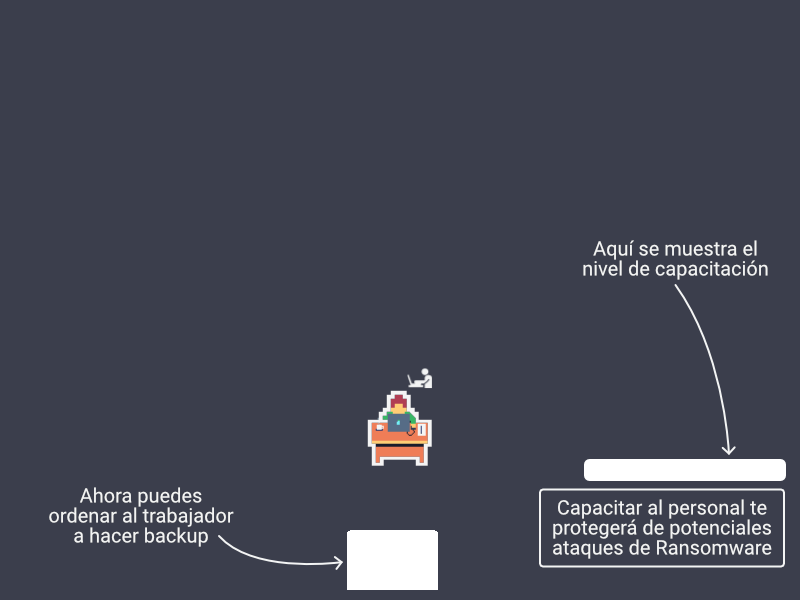 Aquí se muestra el
nivel de capacitación
Ahora puedes
ordenar al trabajador
a hacer backup
Capacitar al personal te
protegerá de potenciales
ataques de Ransomware